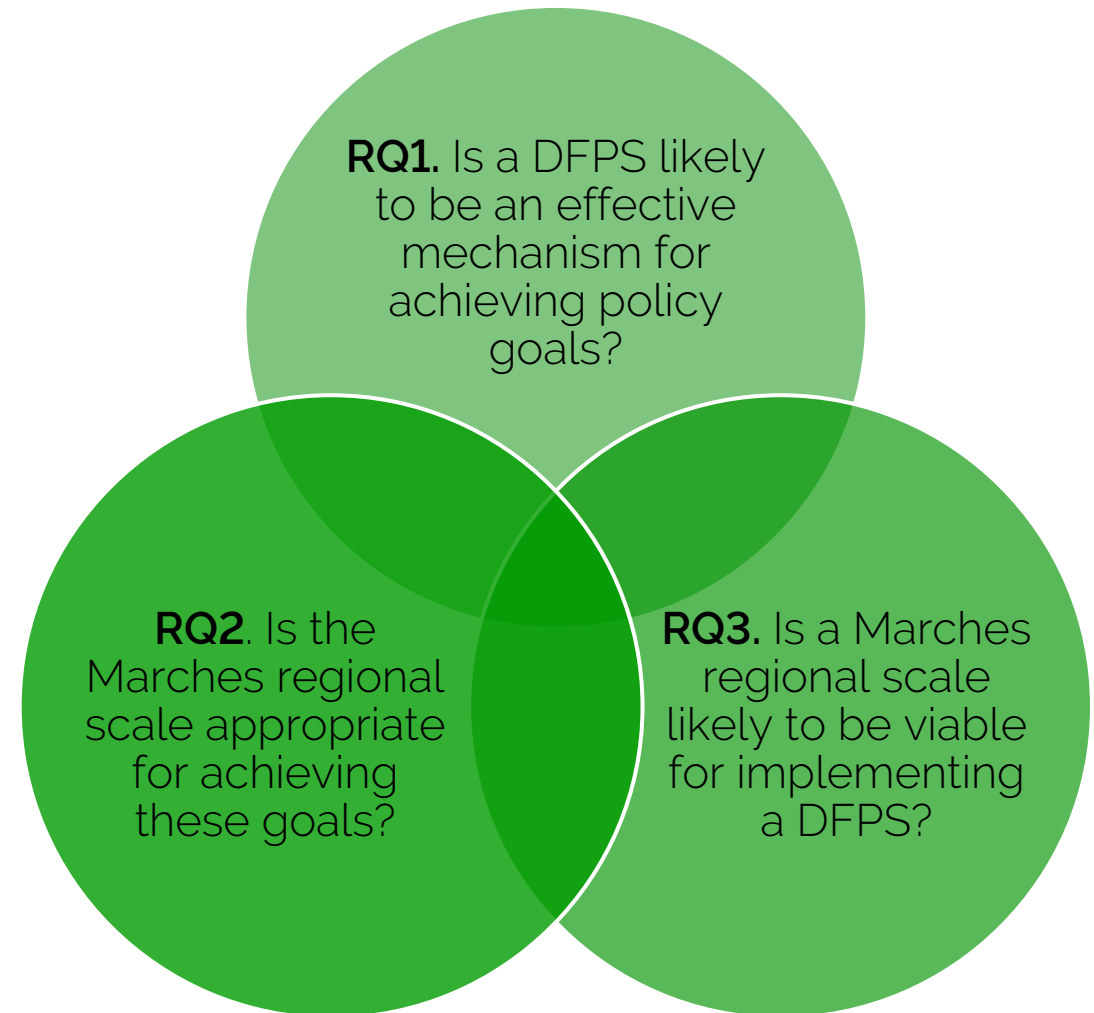 RQ1. Is a DFPS likely
to be an effective
mechanism for
achieving policy
goals?
RQ2. Is the
Marches regional
scale appropriate
for achieving
these goals?
RQ3. Is a Marches
regional scale
likely to be viable
for implementing
a DFPS?